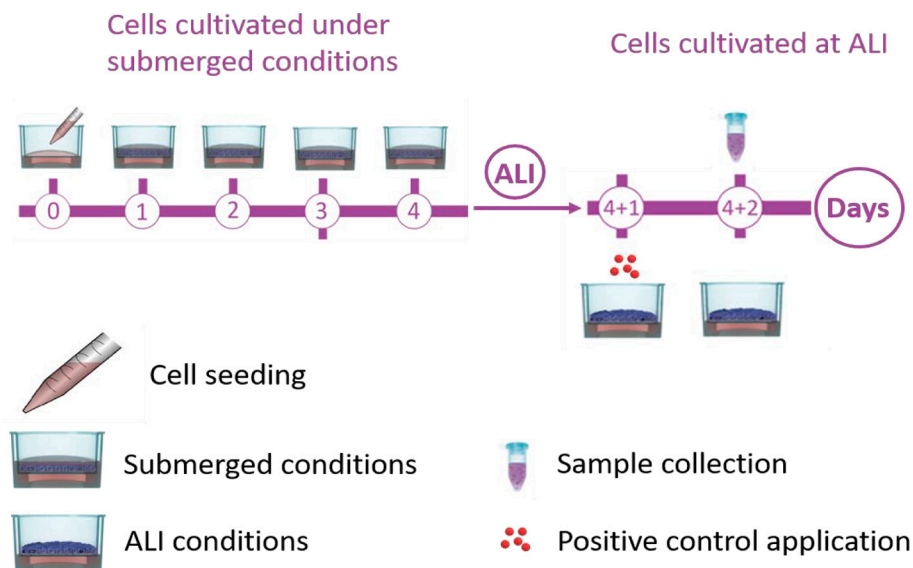 Cells cultivated under
submerged conditions
Cells cultivated at ALI
0
1
2
3
4
ALI
4+1
4+2
Days
Cell seeding
Submerged conditions
Sample collection
ALI conditions
Positive control application